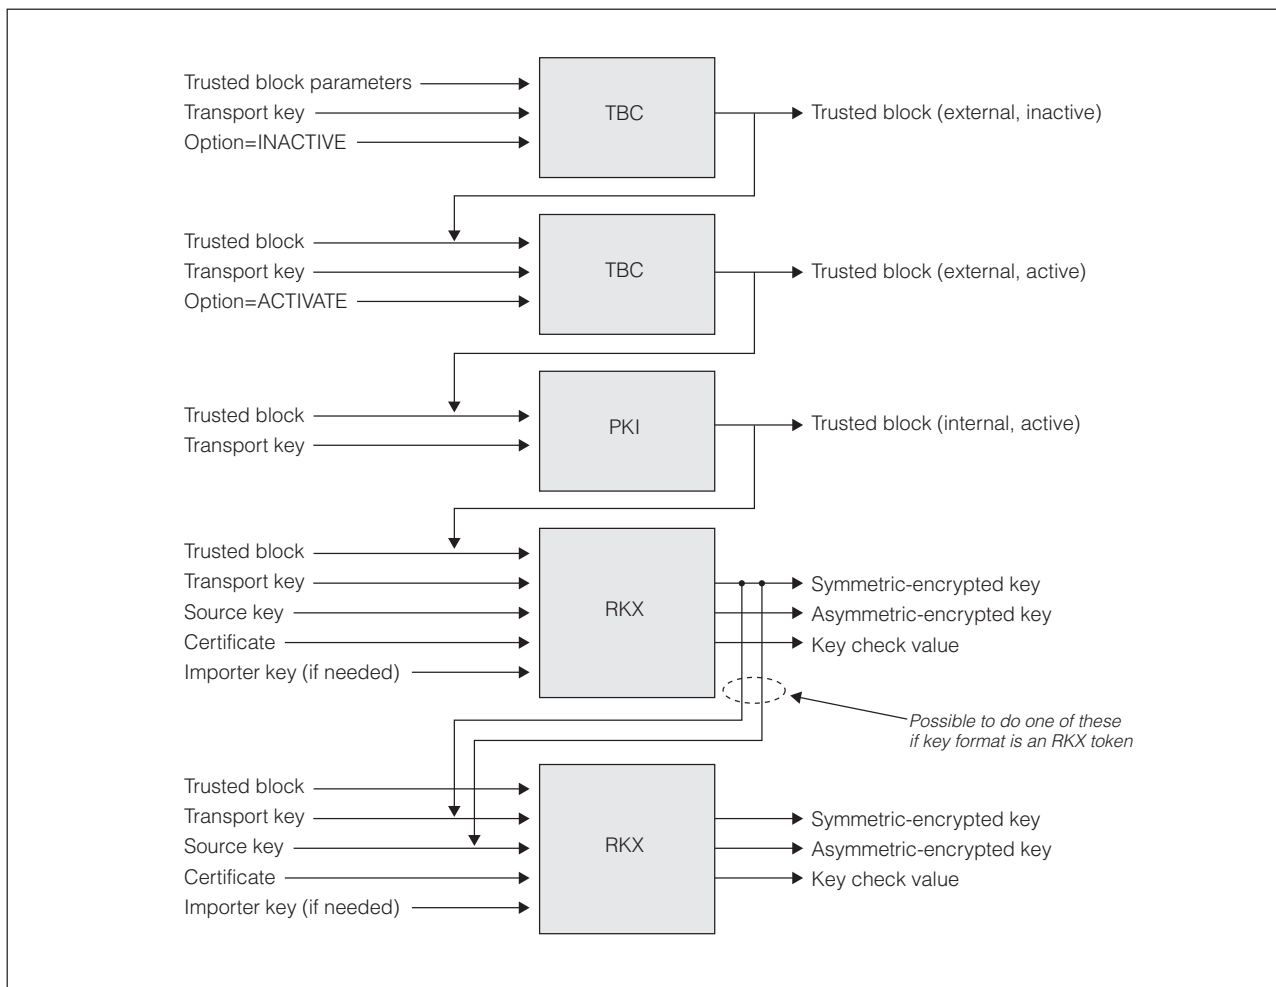 Trusted block parameters
Transport key
Option=INACTIVE
TBC
Trusted block (external, inactive)
Trusted block
Transport key
Option=ACTIVATE
TBC
Trusted block (external, active)
Trusted block
Transport key
PKI
Trusted block (internal, active)
Trusted block
Transport key
Source key
Certificate
Importer key (if needed)
RKX
Symmetric-encrypted key
Asymmetric-encrypted key
Key check value
Possible to do one of these
if key format is an RKX token
Trusted block
Transport key
Source key
Certificate
Importer key (if needed)
RKX
Symmetric-encrypted key
Asymmetric-encrypted key
Key check value